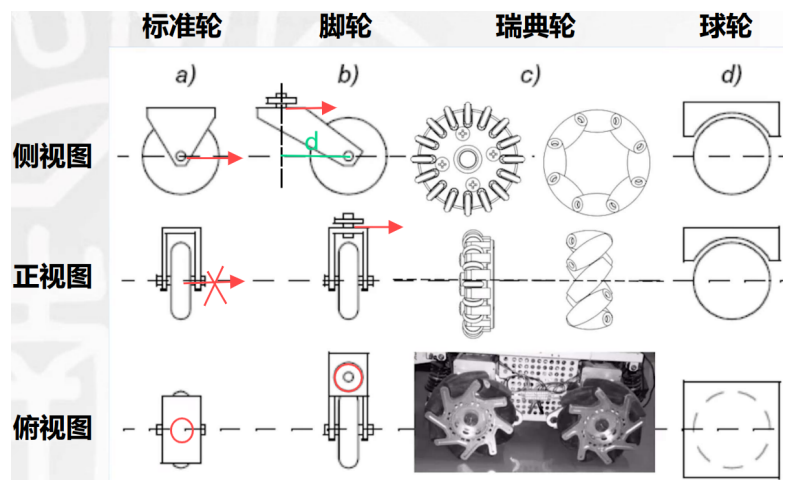 标准轮 脚轮 瑞典轮 球轮
a) b) c) d)
侧视图
d
正视图
俯视图